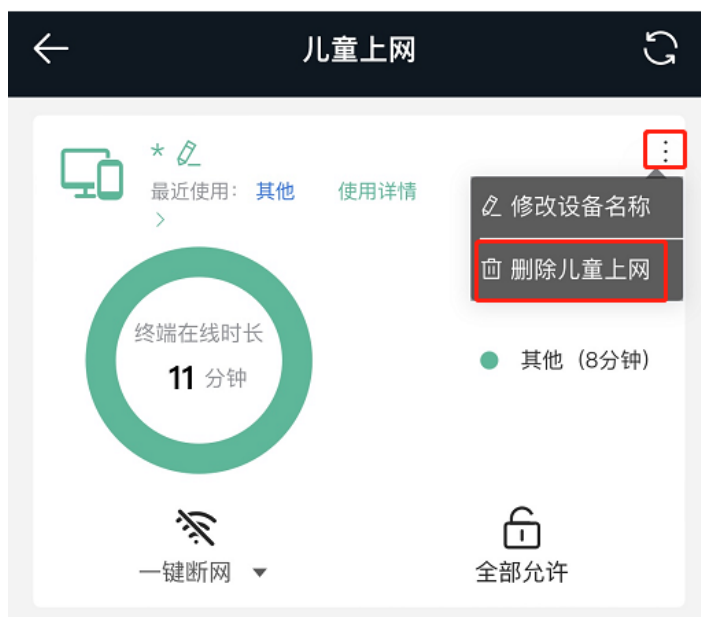 儿童上网
*
最近使用：其他 使用详情
>
修改设备名称
删除儿童上网
终端在线时长
11 分钟
其他（8分钟）
一键断网
全部允许